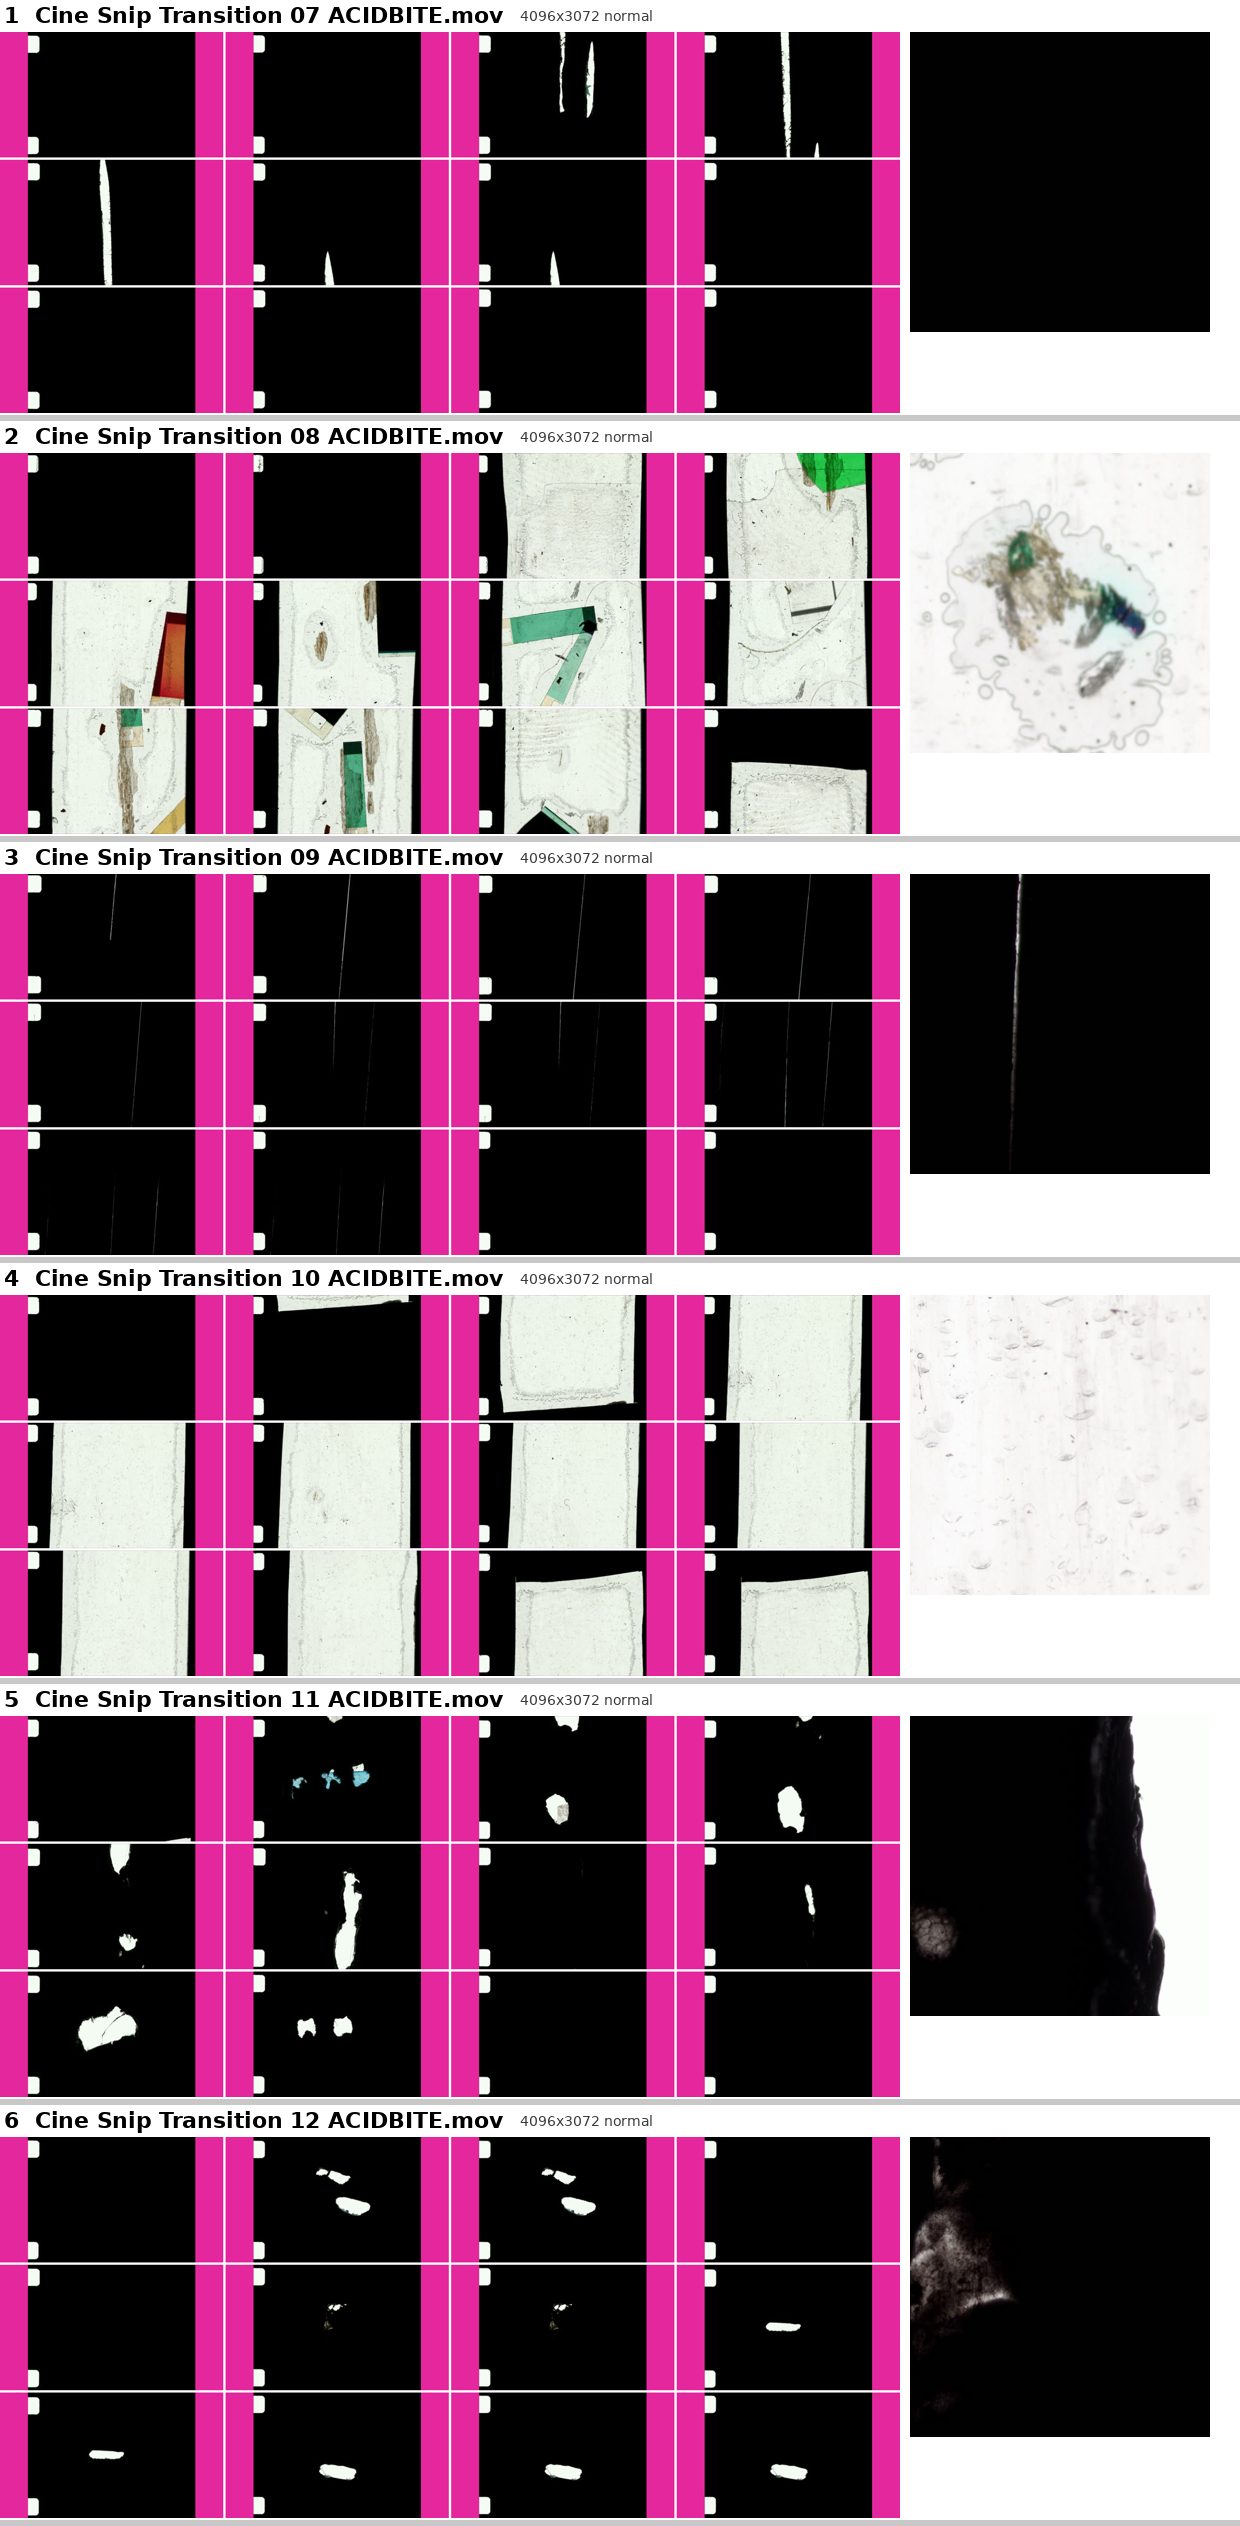 1 Cine Snip Transition 07 ACIDBITE.mov 4096x3072 normal
2 Cine Snip Transition 08 ACIDBITE.mov 4096x3072 normal
3 Cine Snip Transition 09 ACIDBITE.mov 4096x3072 normal
4 Cine Snip Transition 10 ACIDBITE.mov 4096x3072 normal
5 Cine Snip Transition 11 ACIDBITE.mov 4096x3072 normal
6 Cine Snip Transition 12 ACIDBITE.mov 4096x3072 normal